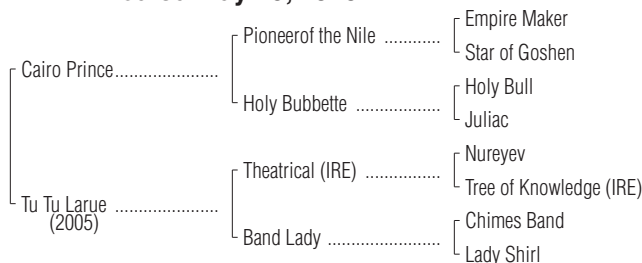 Empire Maker
Pioneerof the Nile ............
Star of Goshen
Cairo Prince......................
Holy Bull
Holy Bubbette ..................
Juliac
Nureyev
Theatrical (IRE) ................
Tree of Knowledge (IRE)
Tu Tu Larue ......................
(2005)
Chimes Band
Band Lady ........................
Lady Shirl